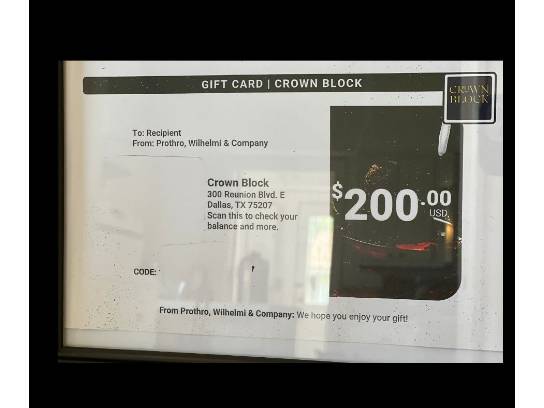 GIFT CARD | CROWN BLOCK
CROWN
BLOCK
To: Recipient
From: Prothro, Wilhelmi & Company
Crown Block
300 Reunion Blvd. E
Dallas, TX 75207
Scan this to check your
balance and more.
$200.00
USD
CODE:
From Prothro, Wilhelmi & Company: We hope you enjoy your gift!